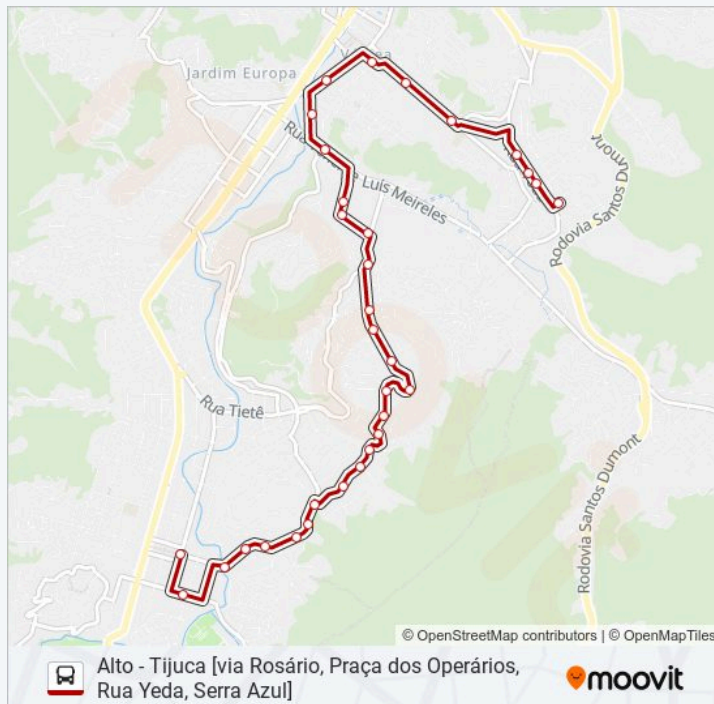 Jardim Europa
Luís Meireles
Rodovia Santos Dumont
Rua Tietê
Rodovia Santos Dumont
© OpenStreetMap contributors | © OpenMapTiles
Alto - Tijuca [via Rosário, Praça dos Operários,
Rua Yeda, Serra Azul]
moovit